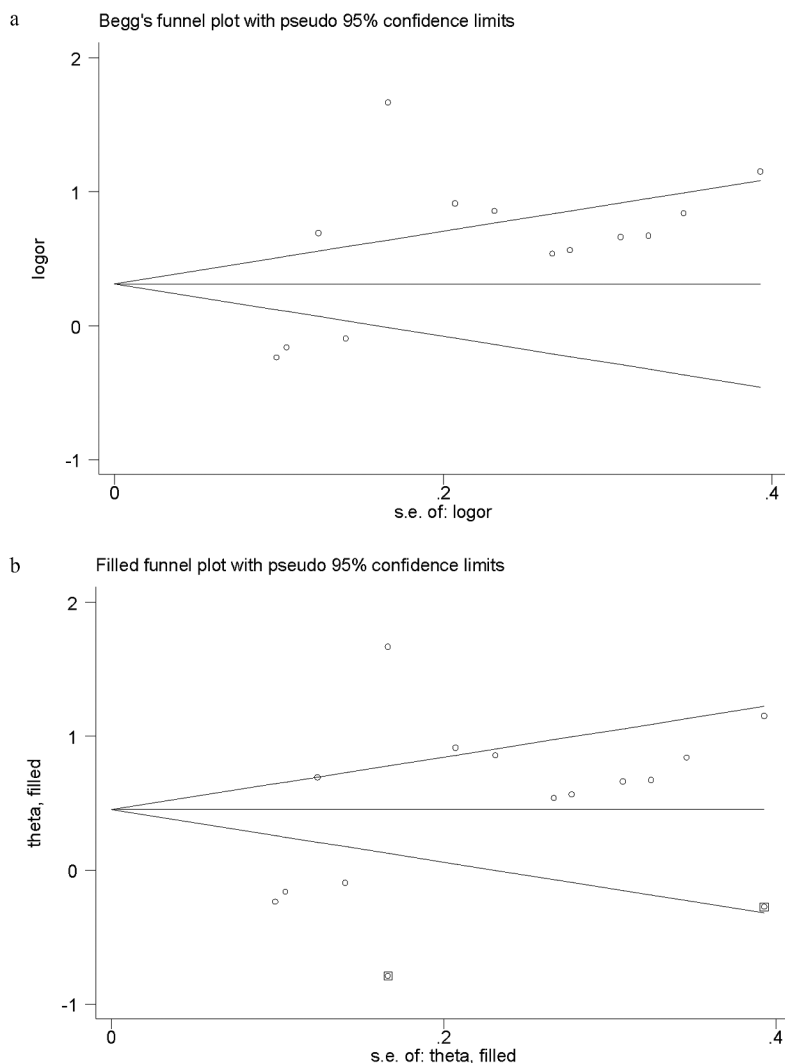 a
Begg's funnel plot with pseudo 95% confidence limits
2
1
0
-1
logor
0
.2
.4
s.e. of: logor
b
Filled funnel plot with pseudo 95% confidence limits
2
1
0
-1
theta, filled
0
.2
.4
s.e. of: theta, filled